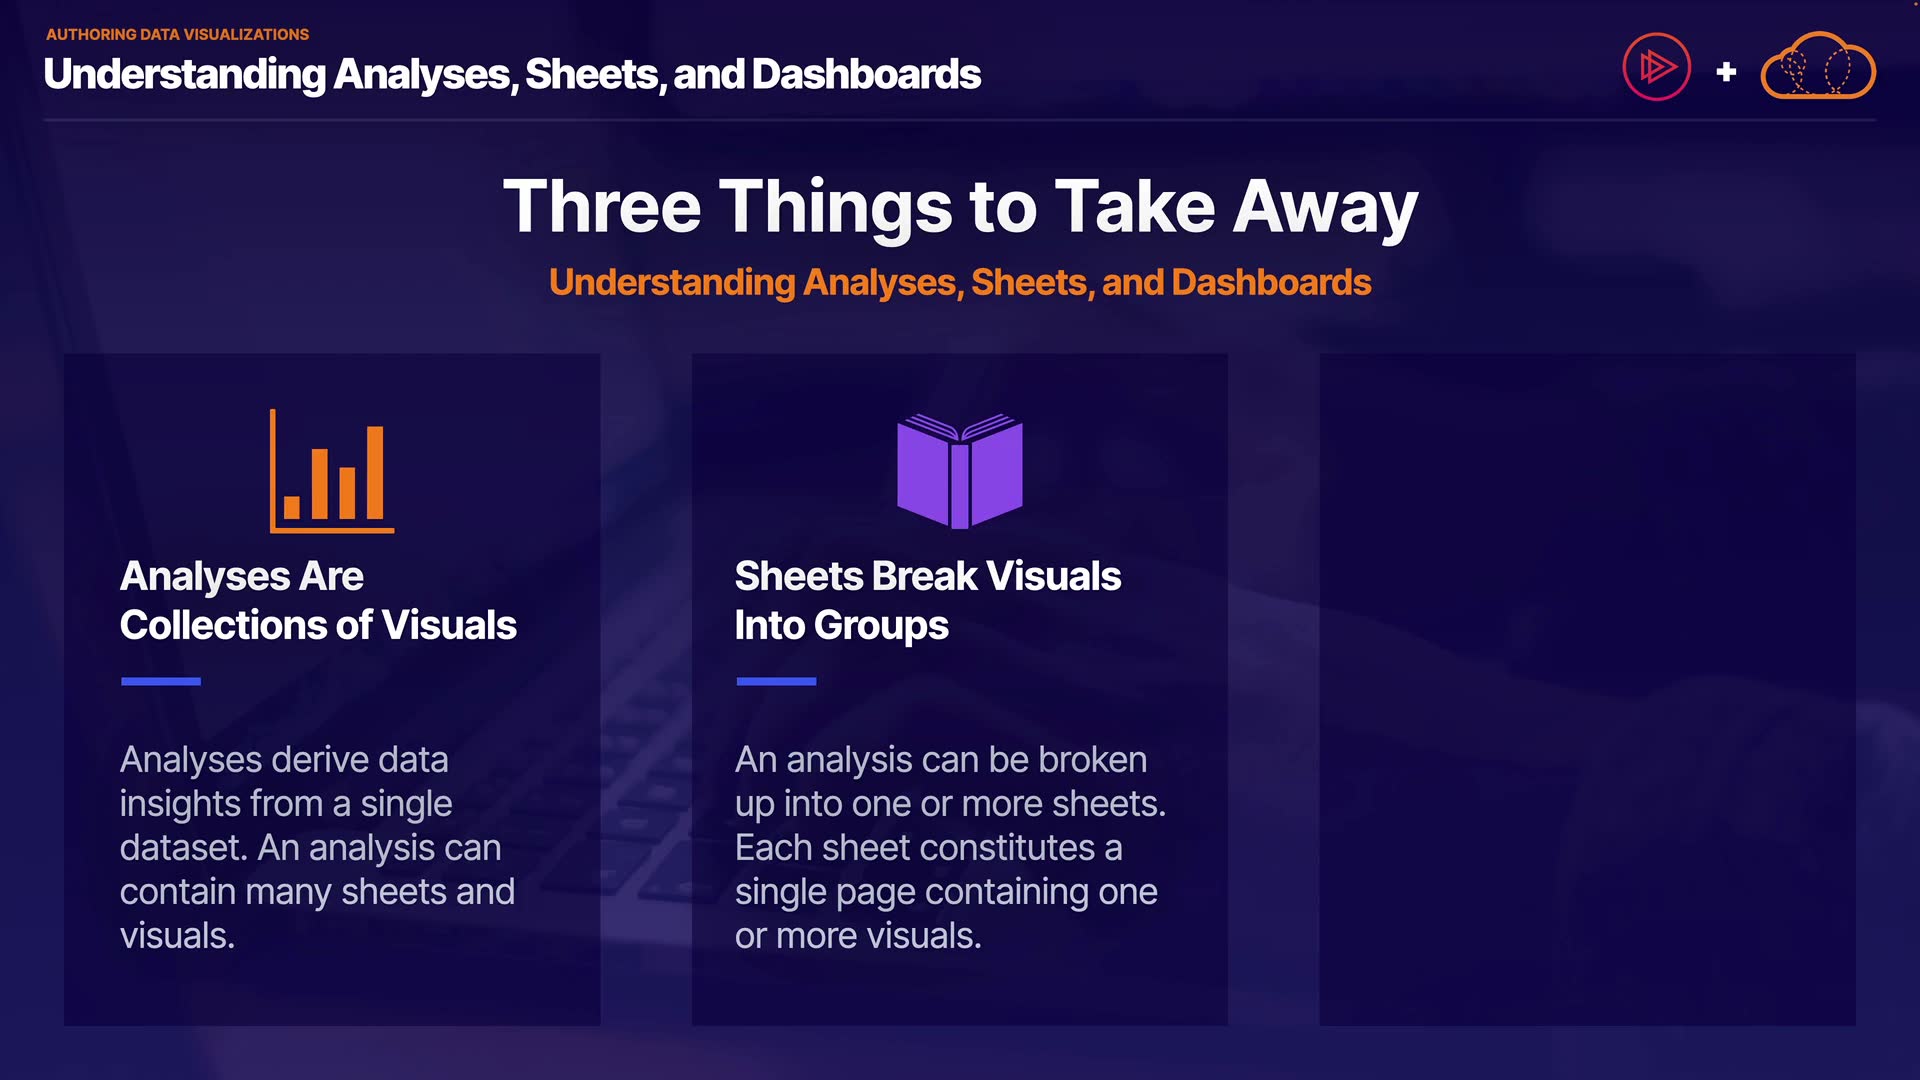 AUTHORING DATA VISUALIZATIONS
Understanding Analyses, Sheets, and Dashboards
+
Three Things to Take Away
Understanding Analyses, Sheets, and Dashboards
Analyses Are
Collections of Visuals
Analyses derive data
insights from a single
dataset. An analysis can
contain many sheets and
visuals.
Sheets Break Visuals
Into Groups
An analysis can be broken
up into one or more sheets.
Each sheet constitutes a
single page containing one
or more visuals.